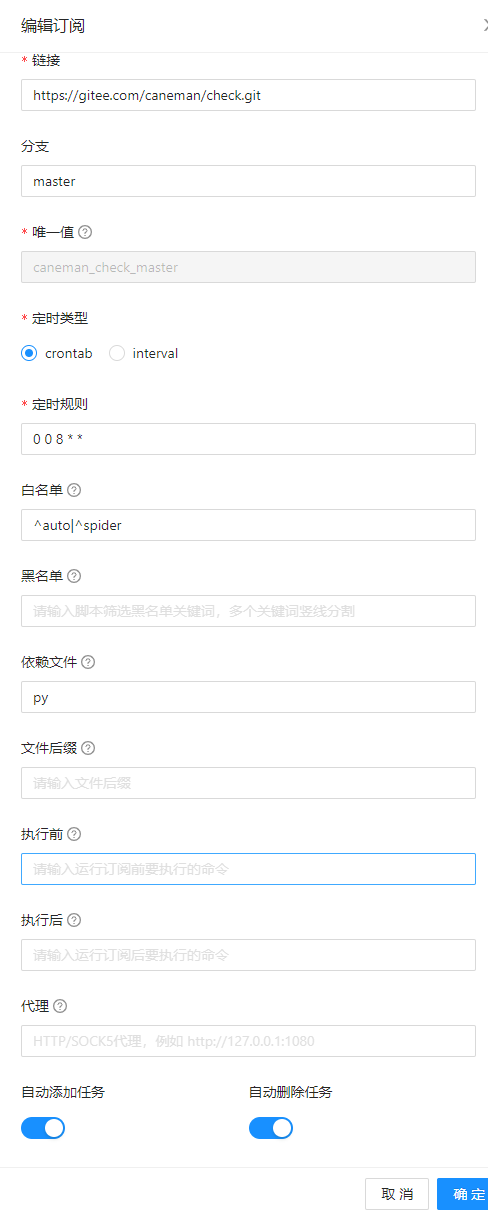 编辑订阅
* 链接
https://gitee.com/caneman/check.git
分支
master
* 唯一值
caneman_check_master
* 定时类型
crontab interval
* 定时规则
0 0 8 * *
白名单
^auto|^spider
黑名单
请输入脚本筛选黑名单关键词，多个关键词竖线分割
依赖文件
py
文件后缀
请输入文件后缀
执行前
请输入运行订阅前要执行的命令
执行后
请输入运行订阅后要执行的命令
代理
HTTP/SOCK5代理，例如 http://127.0.0.1:1080
自动添加任务 自动删除任务
取 消 确 定